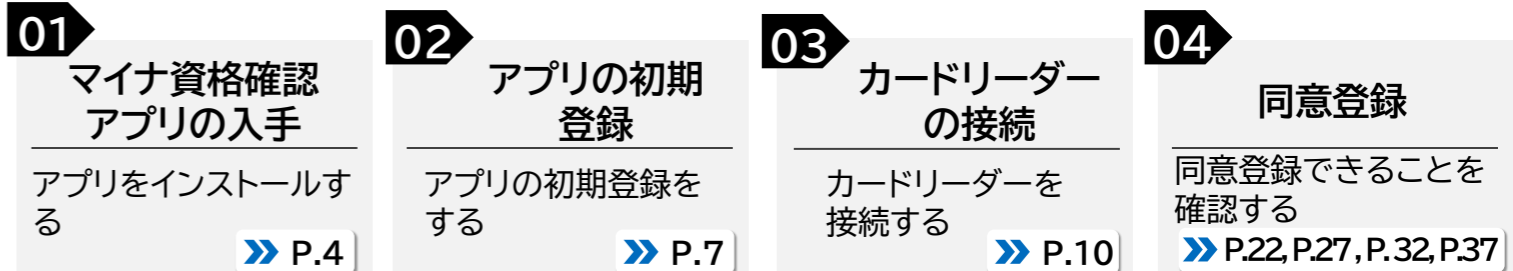 01
マイナ資格確認
アプリの入手
アプリをインストールす
る
P.4
02
アプリの初期
登録
アプリの初期登録を
する
P.7
03
カードリーダー
の接続
カードリーダーを
接続する
P.10
04
同意登録
同意登録できることを
確認する
P.22,P.27,P.32,P.37